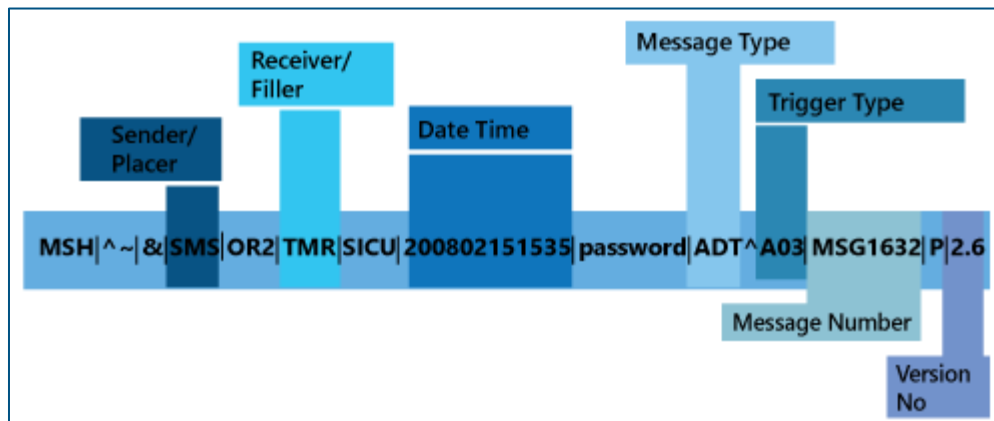 Message Type
Receiver/
Filler
Trigger Type
Date Time
Sender/
Placer
MSH|^~|&|SMS|OR2|TMR|SICU|200802151535|password|ADT^A03|MSG1632|P|2.6
Message Number
Version
No